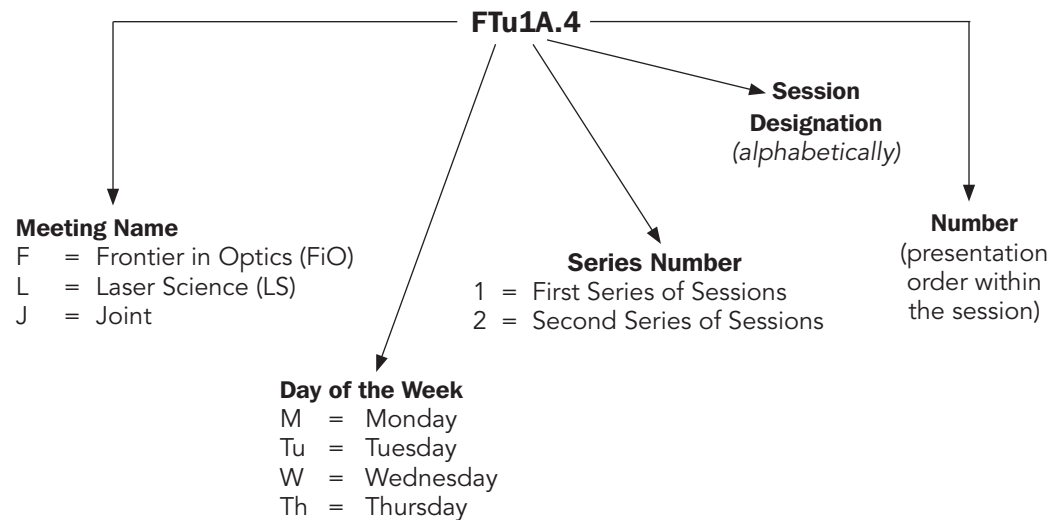 FTu1A.4
Session
Designation
(alphabetically)
Meeting Name
F = Frontier in Optics (FiO)
L = Laser Science (LS)
J = Joint
Number
(presentation
order within
the session)
Series Number
1 = First Series of Sessions
2 = Second Series of Sessions
Day of the Week
M = Monday
Tu = Tuesday
W = Wednesday
Th = Thursday